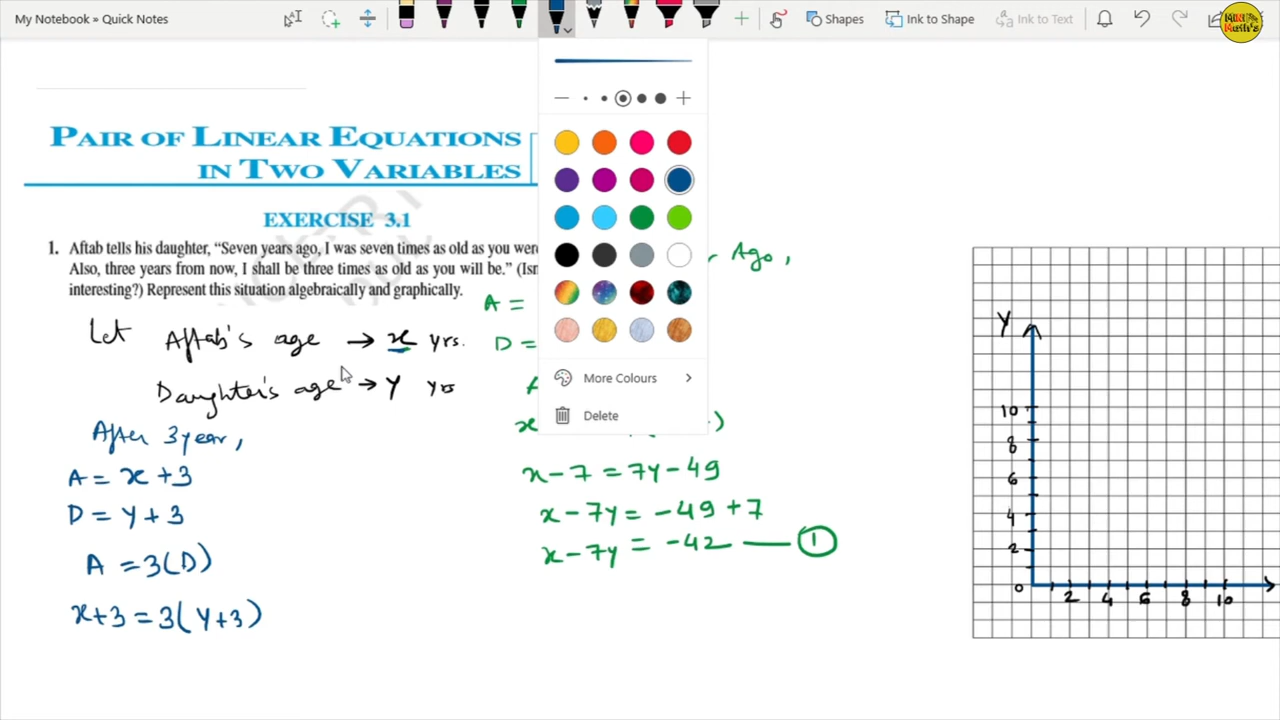 My Notebook » Quick Notes
Shapes
Ink to Shape
Ink to Text
MINI Musth's
PAIR OF LINEAR EQUATIONS
IN TWO VARIABLES
EXERCISE 3.1
1. Aftab tells his daughter, “Seven years ago, I was seven times as old as you were
Also, three years from now, I shall be three times as old as you will be.” (Isn
interesting?) Represent this situation algebraically and graphically.
Let Aftab's age → x yrs.
Daughter's age → y yrs
After 3 year,
A = x + 3
D = y + 3
A = 3(D)
x+3 = 3(y+3)
Ago,
A =
D =
x
)
x - 7 = 7y - 49
x - 7y = -49 + 7
x - 7y = -42 — 1
More Colours
Delete
Y
10
8
6
4
2
0
2 4 6 8 10